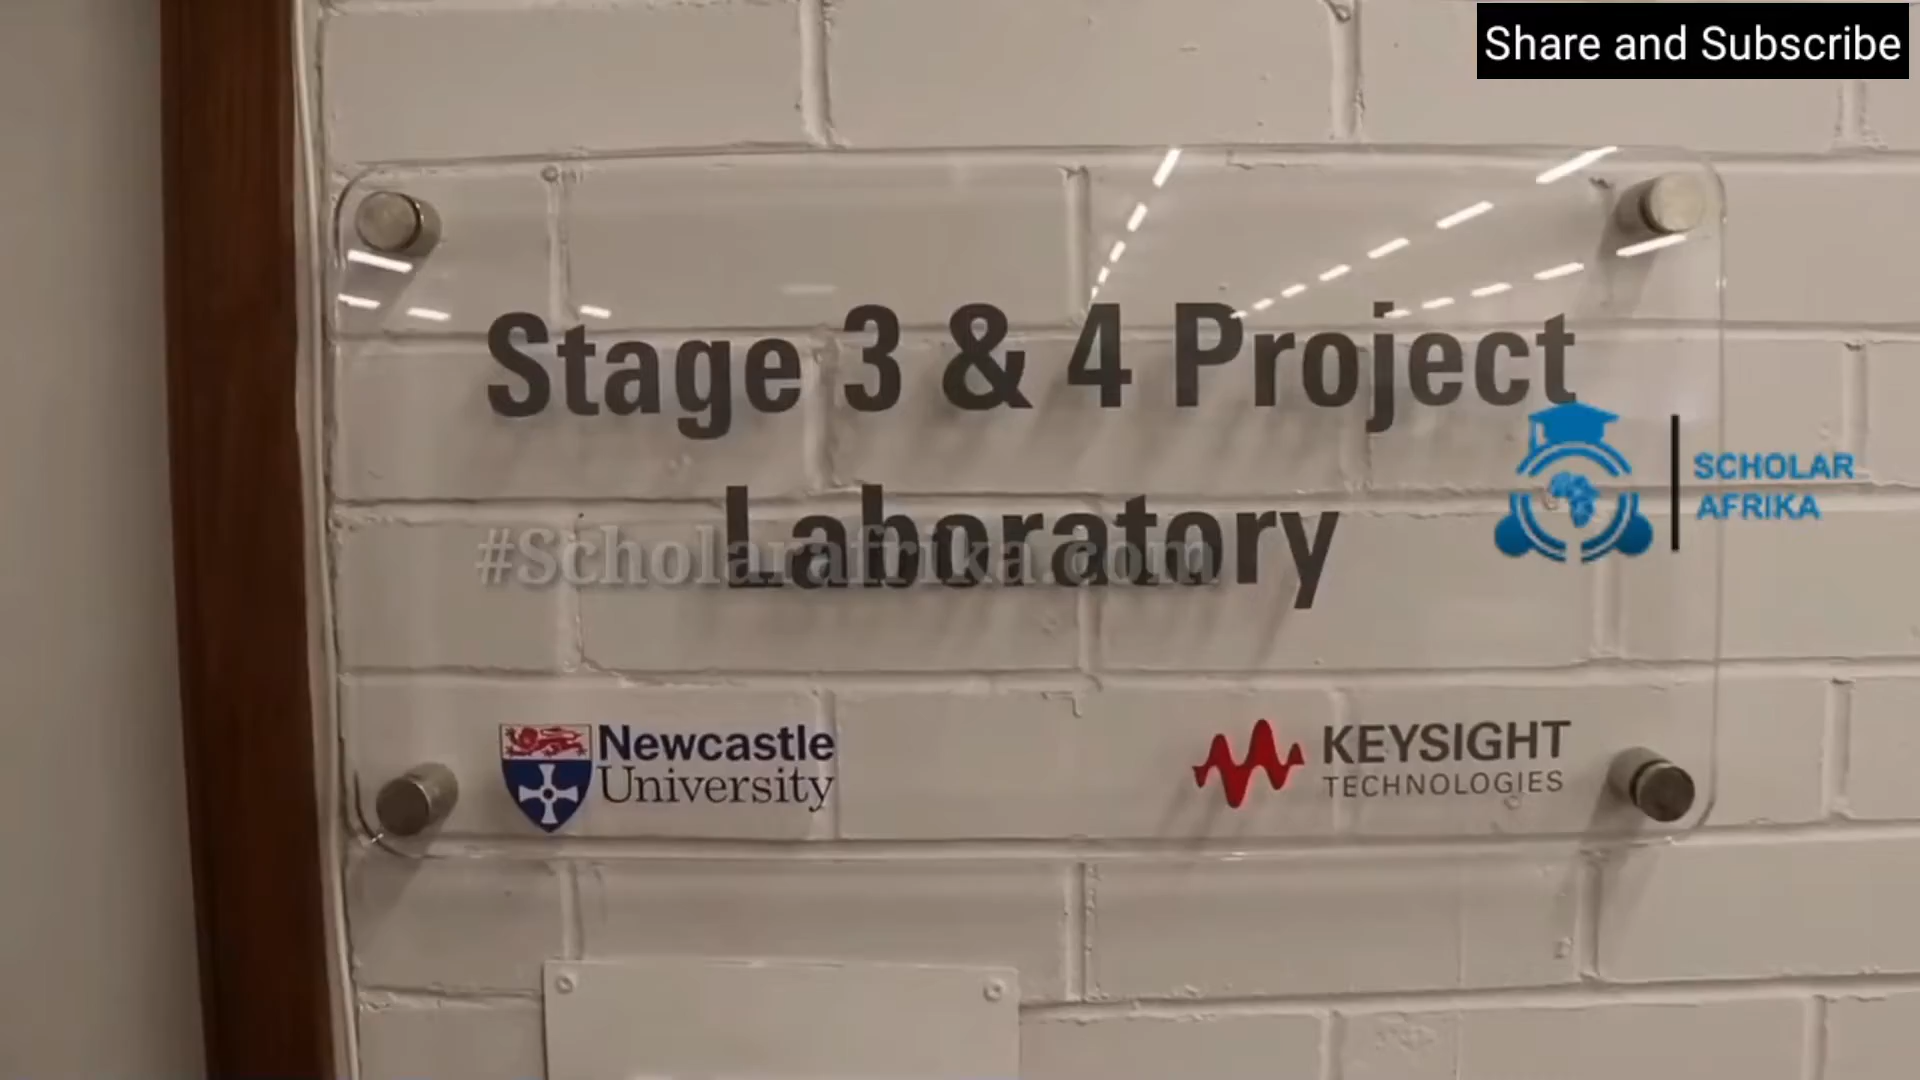 Share and Subscribe
Stage 3 & 4 Project
Laboratory
#Scholarafrika.com
SCHOLAR
AFRIKA
Newcastle
University
KEYSIGHT
TECHNOLOGIES